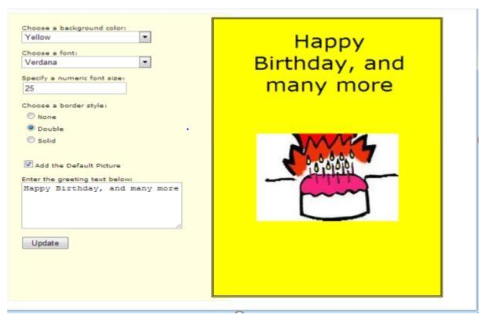 Choose a background color:
Yellow
Choose a font:
Verdana
Specify a numeric font size:
25
Choose a border style:
None
Double
Solid
Add the Default Picture
Enter the greeting text below:
Happy Birthday, and many more
Update
Happy
Birthday, and
many more